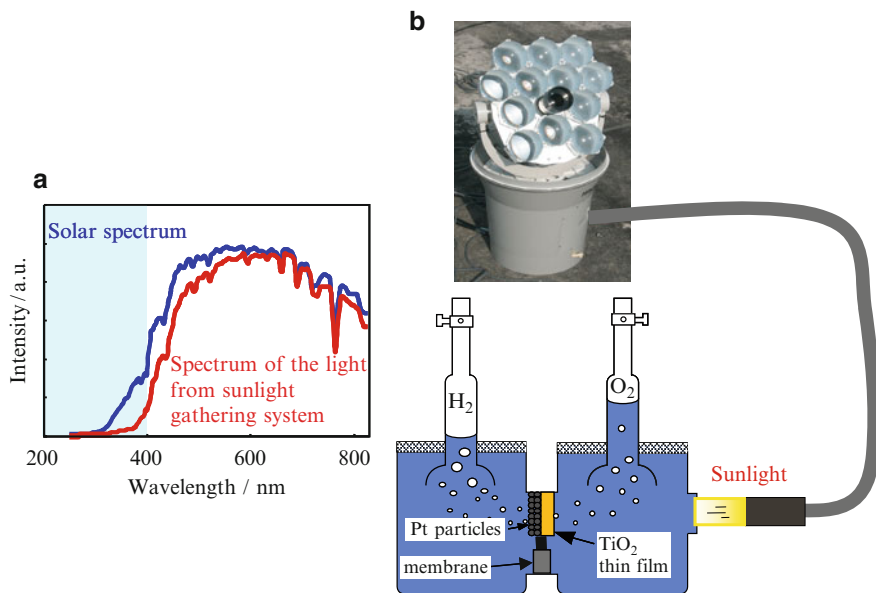 a
Solar spectrum
Spectrum of the light
from sunlight
gathering system
Intensity / a.u.
200 400 600 800
Wavelength / nm
b
H2
O2
Sunlight
Pt particles
TiO2
thin film
membrane